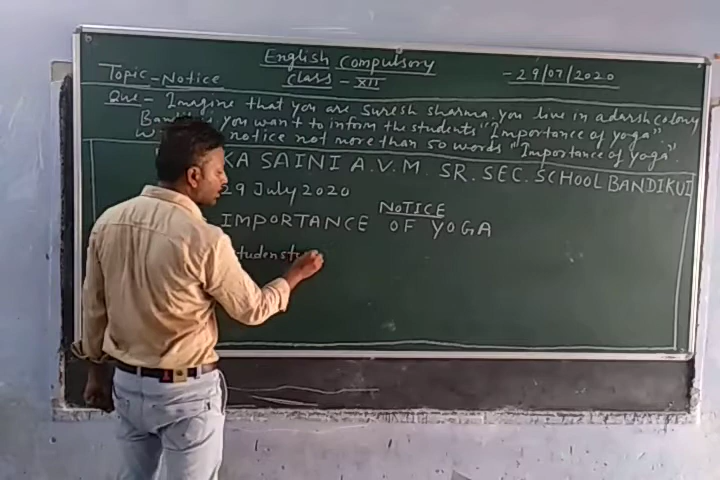 English Compulsory
Topic-Notice Class - XII - 29/07/2020
Que - Imagine that you are Suresh Sharma. You live in adarsh colony
you want to inform the students "Importance of yoga"
notice not more than 50 words "Importance of yoga".
KA SAINI A.V.M. SR. SEC. SCHOOL BANDIKUI
29 July 2020
NOTICE
IMPORTANCE OF YOGA